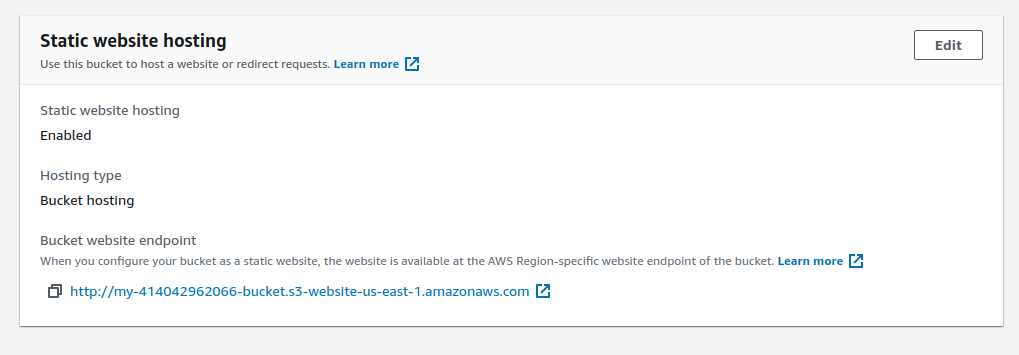 Static website hosting
Edit
Use this bucket to host a website or redirect requests. Learn more
Static website hosting
Enabled
Hosting type
Bucket hosting
Bucket website endpoint
When you configure your bucket as a static website, the website is available at the AWS Region-specific website endpoint of the bucket. Learn more
http://my-414042962066-bucket.s3-website-us-east-1.amazonaws.com